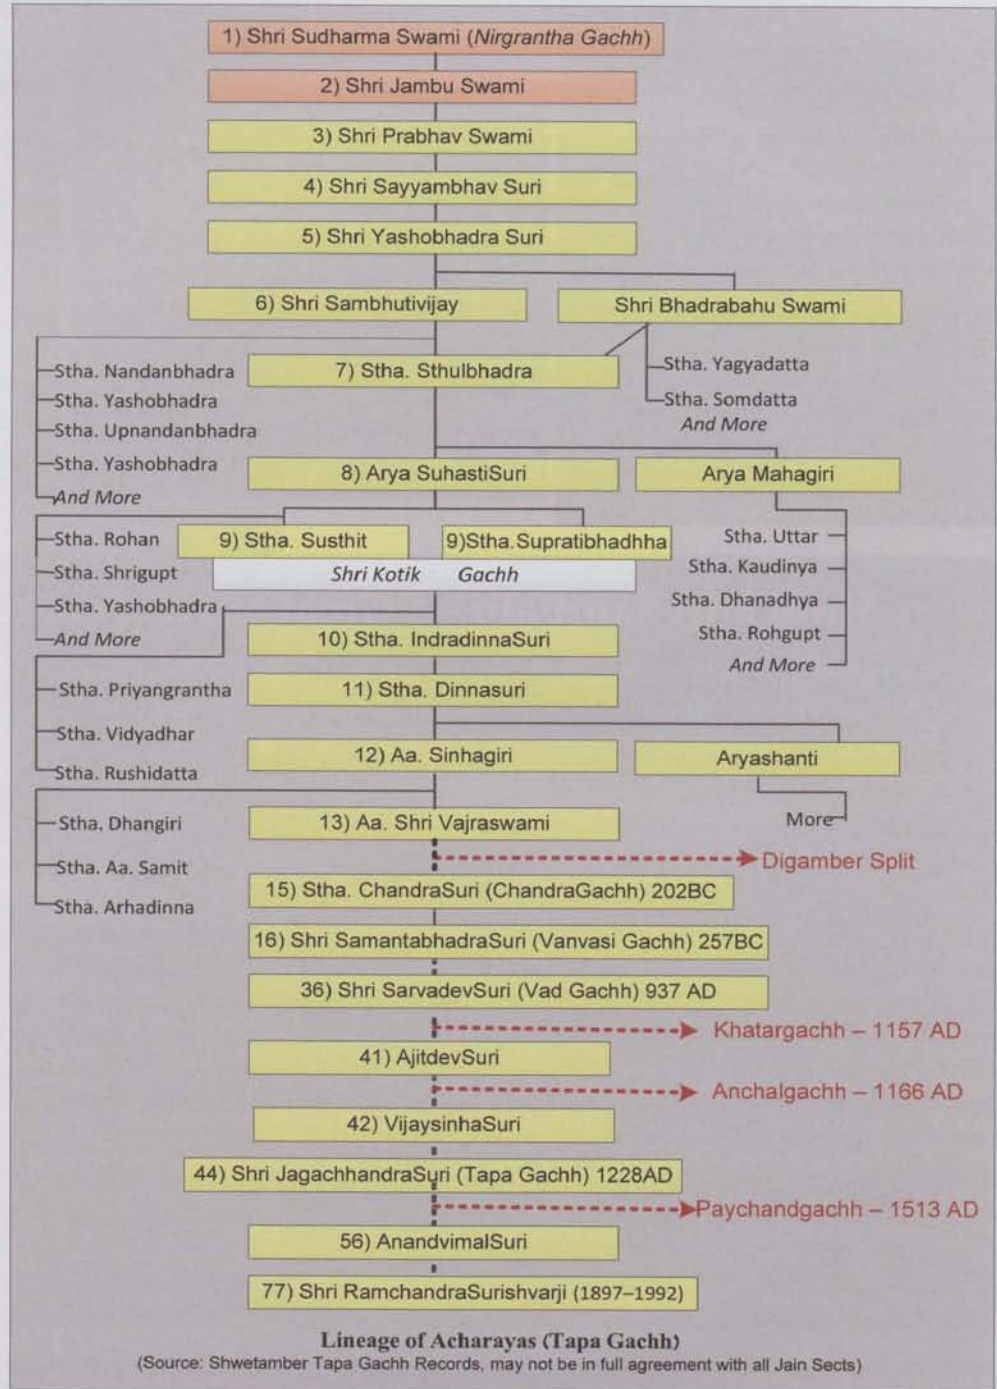 1) Shri Sudharma Swami (Nirgrantha Gachh)
2) Shri Jambu Swami
3) Shri Prabhav Swami
4) Shri Sayyambhav Suri
5) Shri Yashobhadra Suri
6) Shri Sambhutivijay
Shri Bhadrabahu Swami
Stha. Nandanbhadra
Stha. Yashobhadra
Stha. Upnandanbhadra
Stha. Yashobhadra
And More
7) Stha. Sthulbhadra
Stha. Yagyadatta
Stha. Somdatta
And More
8) Arya SuhastiSuri
Arya Mahagiri
Stha. Rohan
Stha. Shrigupt
Stha. Yashobhadra
And More
9) Stha. Susthit
9)Stha.Supratibhadhha
Shri Kotik Gachh
Stha. Uttar
Stha. Kaudinya
Stha. Dhanadhya
Stha. Rohgupt
And More
10) Stha. IndradinnaSuri
11) Stha. Dinnasuri
Stha. Priyangrantha
Stha. Vidyadhar
Stha. Rushidatta
12) Aa. Sinhagiri
Aryashanti
More
Stha. Dhangiri
Stha. Aa. Samit
Stha. Arhadinna
13) Aa. Shri Vajraswami
Digamber Split
15) Stha. ChandraSuri (ChandraGachh) 202BC
16) Shri SamantabhadraSuri (Vanvasi Gachh) 257BC
36) Shri SarvadevSuri (Vad Gachh) 937 AD
Khatargachh – 1157 AD
41) AjitdevSuri
Anchalgachh – 1166 AD
42) VijaysinhaSuri
44) Shri JagachhandraSuri (Tapa Gachh) 1228AD
Paychandgachh – 1513 AD
56) AnandvimalSuri
77) Shri RamchandraSurishvarji (1897–1992)
Lineage of Acharayas (Tapa Gachh)
(Source: Shwetamber Tapa Gachh Records, may not be in full agreement with all Jain Sects)